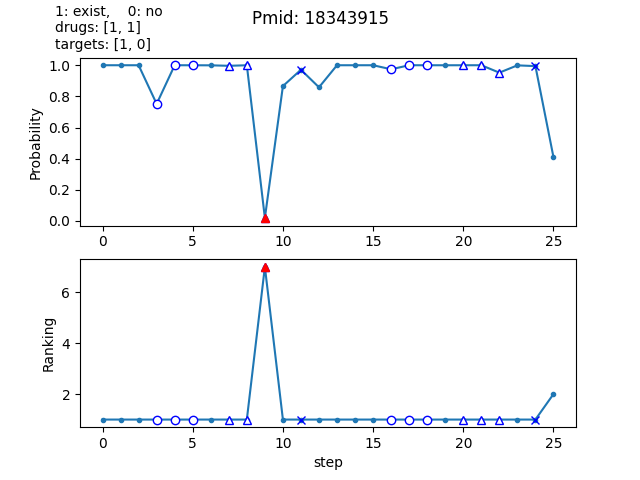 1: exist,    0: no
drugs: [1, 1]
targets: [1, 0]
Pmid: 18343915
Probability
1.0
0.8
0.6
0.4
0.2
0.0
0 5 10 15 20 25
Ranking
6
4
2
0 5 10 15 20 25
step